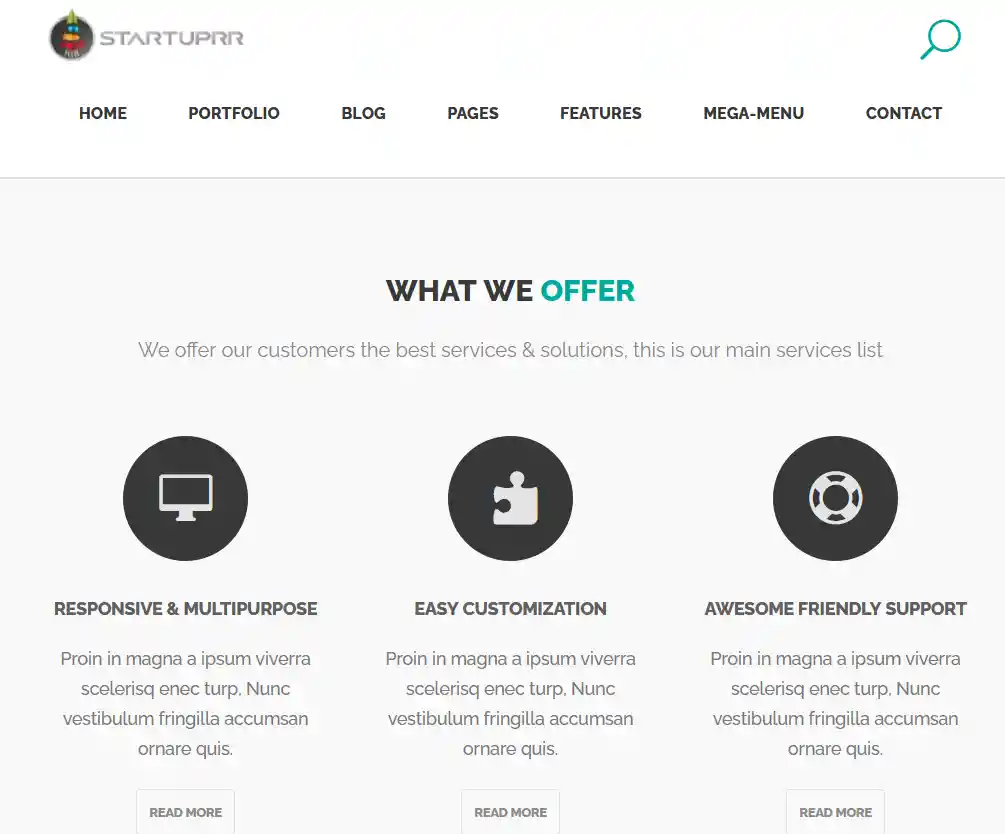 STARTUPRR
HOME PORTFOLIO BLOG PAGES FEATURES MEGA-MENU CONTACT
WHAT WE OFFER
We offer our customers the best services & solutions, this is our main services list
RESPONSIVE & MULTIPURPOSE
Proin in magna a ipsum viverra
scelerisq enec turp, Nunc
vestibulum fringilla accumsan
ornare quis.
READ MORE
EASY CUSTOMIZATION
Proin in magna a ipsum viverra
scelerisq enec turp, Nunc
vestibulum fringilla accumsan
ornare quis.
READ MORE
AWESOME FRIENDLY SUPPORT
Proin in magna a ipsum viverra
scelerisq enec turp, Nunc
vestibulum fringilla accumsan
ornare quis.
READ MORE